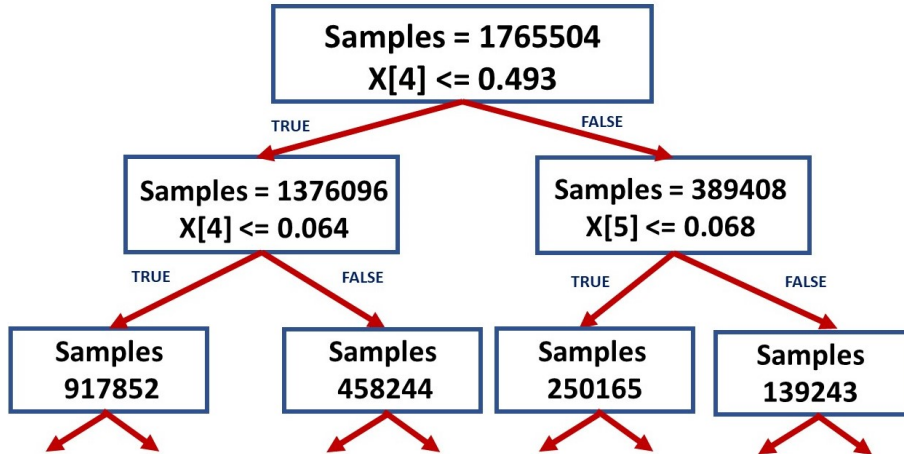 Samples = 1765504
X[4] <= 0.493
TRUE
FALSE
Samples = 1376096
X[4] <= 0.064
Samples = 389408
X[5] <= 0.068
TRUE
FALSE
TRUE
FALSE
Samples
917852
Samples
458244
Samples
250165
Samples
139243